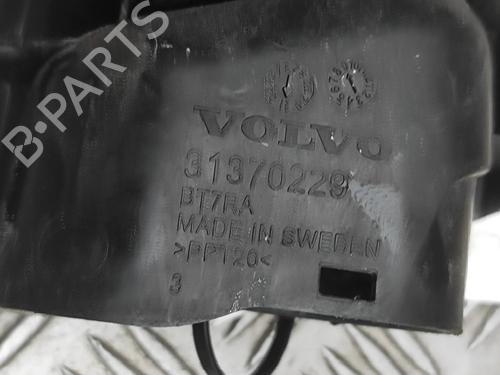 B-PARTS
VOLVO
31370229
BT7RA
MADE IN SWEDEN
>PPT20<
3